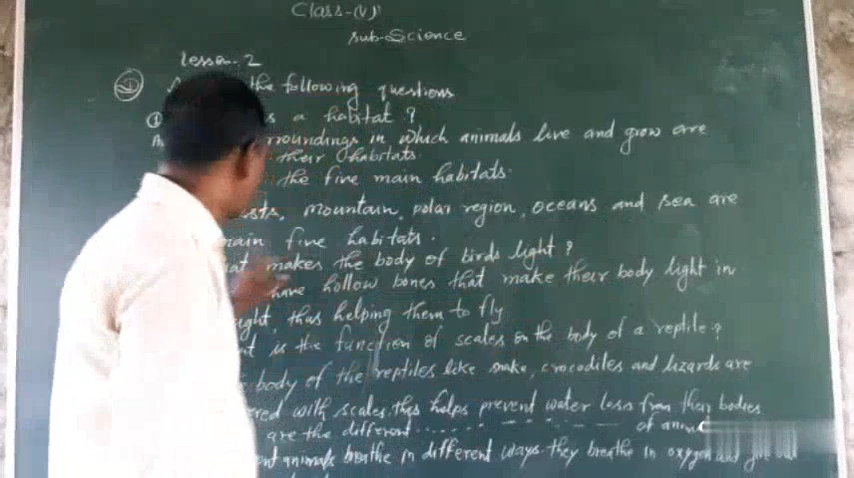 Class-(V)
sub-Science
Lesson-2
the following questions
① a habitat ?
roundings in which animals live and grow are
their habitats.
the five main habitats.
sts, mountain, polar region, oceans and sea are
main five habitats.
at makes the body of birds light ?
have hollow bones that make their body light in
ght, thus helping them to fly
t is the function of scales on the body of a reptile ?
body of the reptiles like snake, crocodiles and lizards are
ered with scales. this helps prevent water loss from their bodies
are the different .................. of anim
ent animals breathe in different ways. they breathe in oxygen and